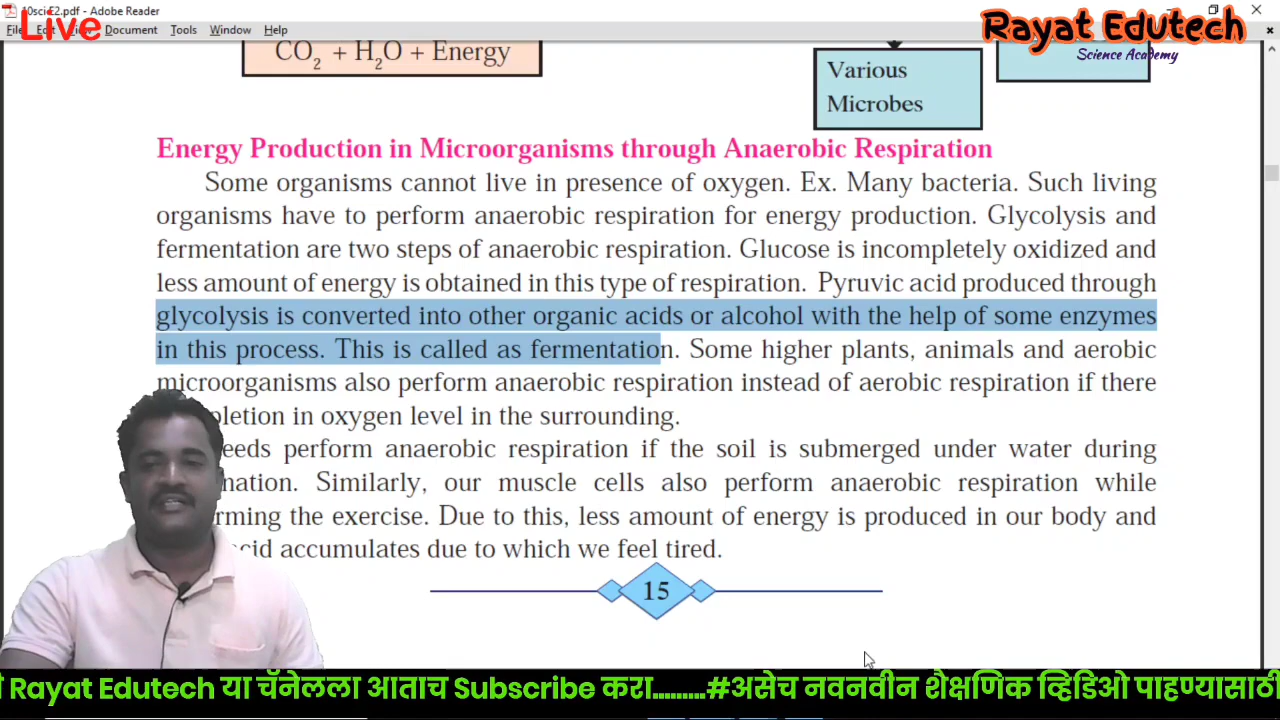 10sciE2.pdf - Adobe Reader
Live
File Edit Document Tools Window Help
Rayat Edutech
Science Academy
CO2 + H2O + Energy
Various
Microbes
Energy Production in Microorganisms through Anaerobic Respiration
Some organisms cannot live in presence of oxygen. Ex. Many bacteria. Such living
organisms have to perform anaerobic respiration for energy production. Glycolysis and
fermentation are two steps of anaerobic respiration. Glucose is incompletely oxidized and
less amount of energy is obtained in this type of respiration. Pyruvic acid produced through
glycolysis is converted into other organic acids or alcohol with the help of some enzymes
in this process. This is called as fermentation. Some higher plants, animals and aerobic
microorganisms also perform anaerobic respiration instead of aerobic respiration if there
pletion in oxygen level in the surrounding.
eeds perform anaerobic respiration if the soil is submerged under water during
nation. Similarly, our muscle cells also perform anaerobic respiration while
rming the exercise. Due to this, less amount of energy is produced in our body and
acid accumulates due to which we feel tired.
15
Rayat Edutech या चॅनेलला आताच Subscribe करा.........#असेच नवनवीन शैक्षणिक व्हिडिओ पाहण्यासाठी